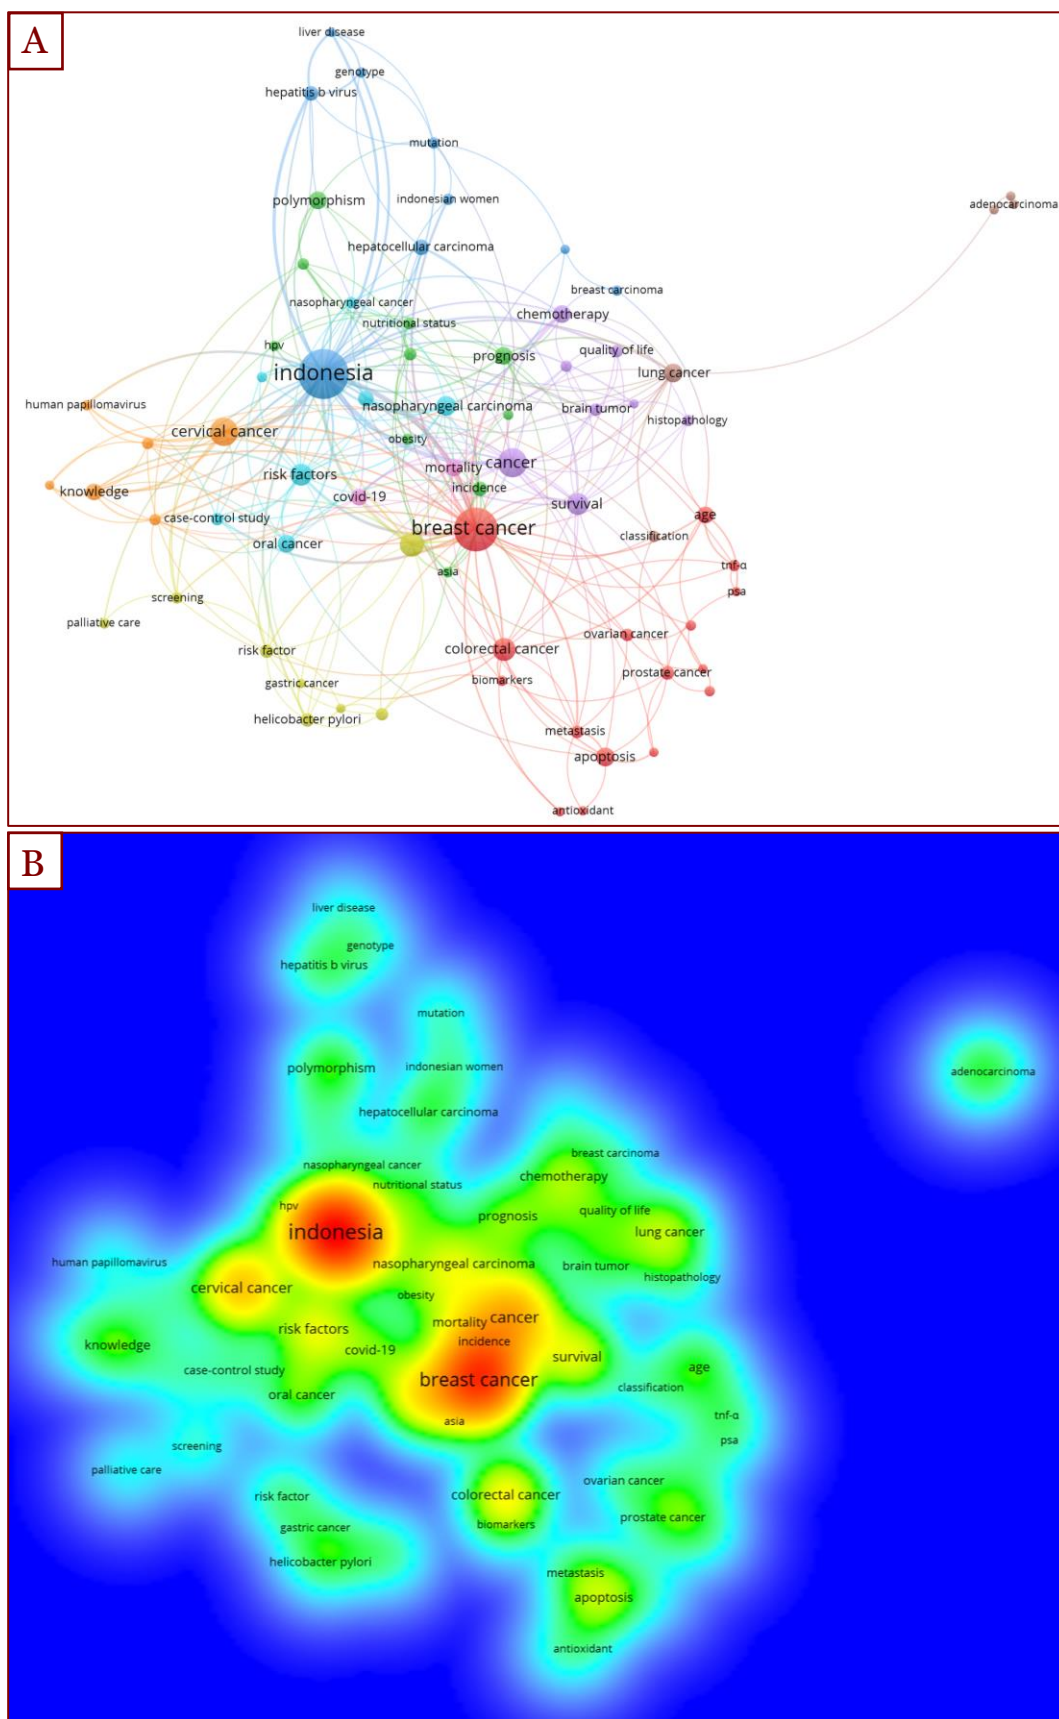 A
liver disease
genotype
hepatitis b virus
mutation
polymorphism
indonesian women
adenocarcinoma
hepatocellular carcinoma
breast carcinoma
nasopharyngeal cancer
chemotherapy
nutritional status
hpv
prognosis
quality of life
indonesia
lung cancer
human papillomavirus
nasopharyngeal carcinoma
brain tumor
histopathology
cervical cancer
obesity
cancer
mortality
risk factors
incidence
knowledge
covid-19
survival
case-control study
age
breast cancer
oral cancer
classification
asia
tnf-α
psa
screening
palliative care
ovarian cancer
risk factor
colorectal cancer
prostate cancer
biomarkers
gastric cancer
helicobacter pylori
metastasis
apoptosis
antioxidant
B
liver disease
genotype
hepatitis b virus
mutation
polymorphism
indonesian women
adenocarcinoma
hepatocellular carcinoma
breast carcinoma
nasopharyngeal cancer
chemotherapy
nutritional status
hpv
quality of life
prognosis
indonesia
lung cancer
human papillomavirus
nasopharyngeal carcinoma
brain tumor
histopathology
cervical cancer
obesity
cancer
mortality
risk factors
incidence
knowledge
covid-19
survival
case-control study
age
breast cancer
classification
oral cancer
tnf-α
asia
psa
screening
palliative care
ovarian cancer
risk factor
colorectal cancer
prostate cancer
biomarkers
gastric cancer
helicobacter pylori
metastasis
apoptosis
antioxidant